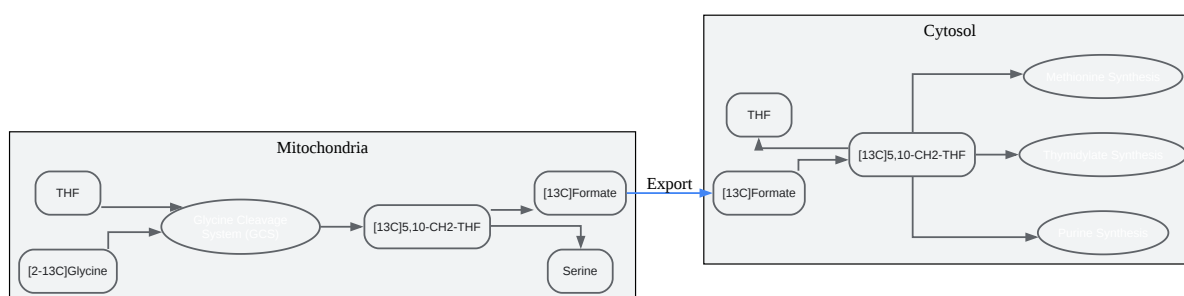 Cytosol
Methionine Synthesis
THF
Mitochondria
[13C]5,10-CH2-THF
Thymidylate Synthesis
THF
Export
[13C]Formate
[13C]Formate
Glycine Cleavage
System (GCS)
[13C]5,10-CH2-THF
Purine Synthesis
[2-13C]Glycine
Serine